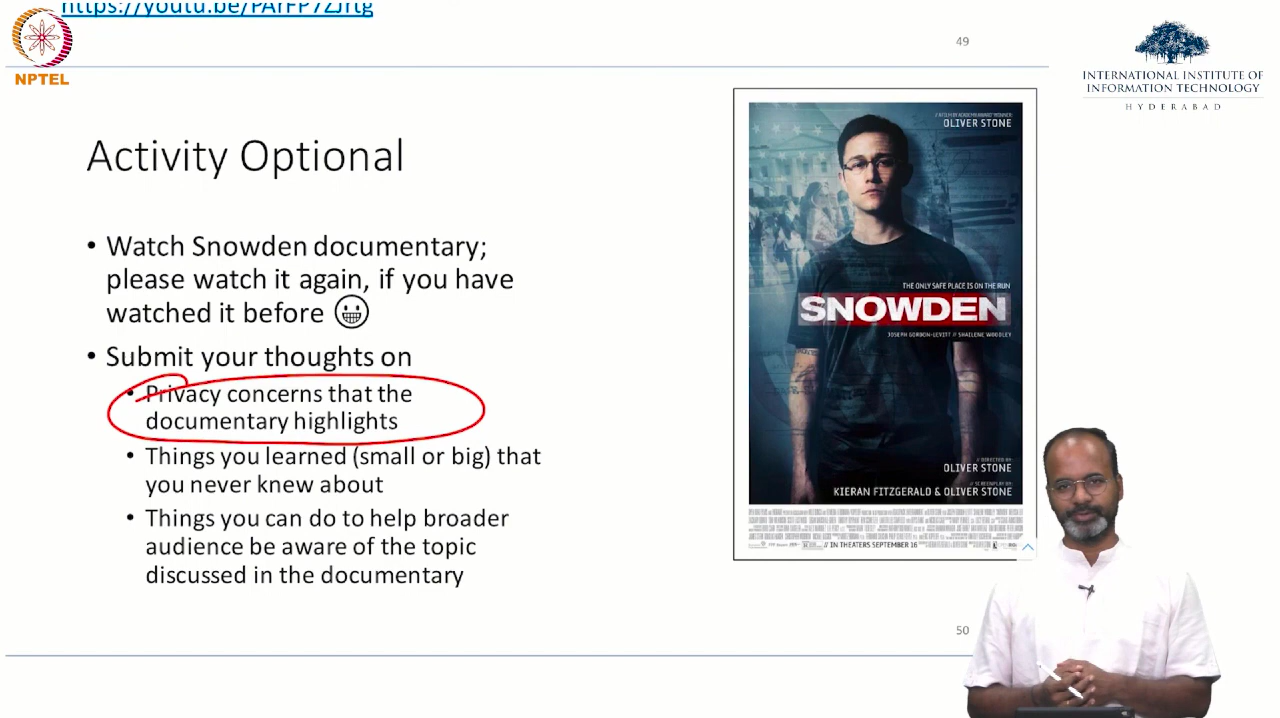 NPTEL
49
INTERNATIONAL INSTITUTE OF
INFORMATION TECHNOLOGY
HYDERABAD
Activity Optional
• Watch Snowden documentary;
please watch it again, if you have
watched it before 😀
• Submit your thoughts on
• Privacy concerns that the
documentary highlights
• Things you learned (small or big) that
you never knew about
• Things you can do to help broader
audience be aware of the topic
discussed in the documentary
OLIVER STONE
THE ONLY SAFE PLACE IS ON THE RUN
SNOWDEN
JOSEPH GORDON-LEVITT // SHAILENE WOODLEY
// DIRECTED BY:
OLIVER STONE
// SCREENPLAY BY:
KIERAN FITZGERALD & OLIVER STONE
// IN THEATERS SEPTEMBER 16
50